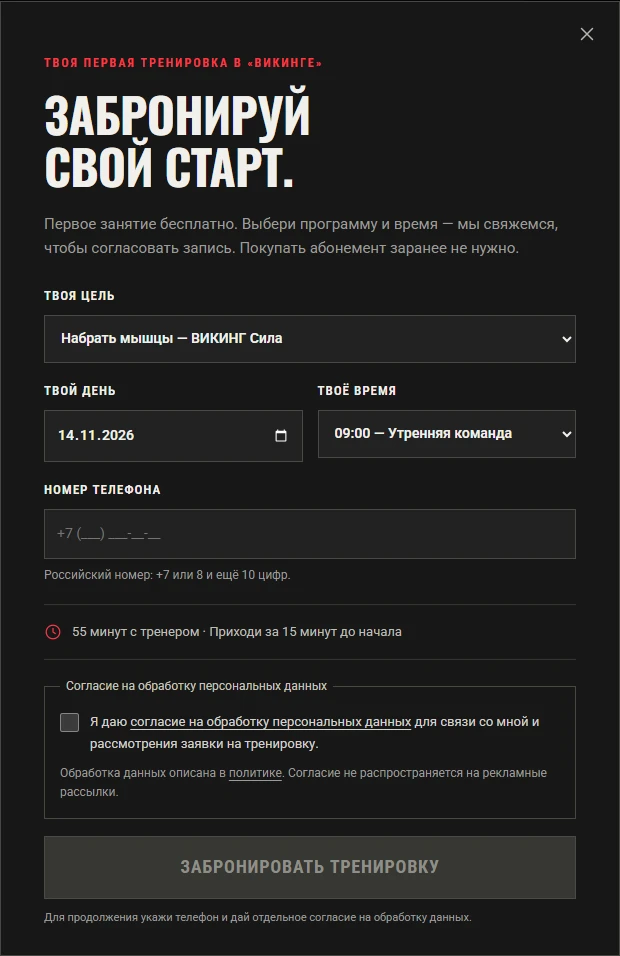 ТВОЯ ПЕРВАЯ ТРЕНИРОВКА В «ВИКИНГЕ»
ЗАБРОНИРУЙ
СВОЙ СТАРТ.
Первое занятие бесплатно. Выбери программу и время — мы свяжемся,
чтобы согласовать запись. Покупать абонемент заранее не нужно.
ТВОЯ ЦЕЛЬ
Набрать мышцы — ВИКИНГ Сила
ТВОЙ ДЕНЬ
ТВОЁ ВРЕМЯ
14.11.2026
09:00 — Утренняя команда
НОМЕР ТЕЛЕФОНА
+7 (___) ___-__-__
Российский номер: +7 или 8 и ещё 10 цифр.
55 минут с тренером · Приходи за 15 минут до начала
Согласие на обработку персональных данных
Я даю согласие на обработку персональных данных для связи со мной и
рассмотрения заявки на тренировку.
Обработка данных описана в политике. Согласие не распространяется на рекламные
рассылки.
ЗАБРОНИРОВАТЬ ТРЕНИРОВКУ
Для продолжения укажи телефон и дай отдельное согласие на обработку данных.